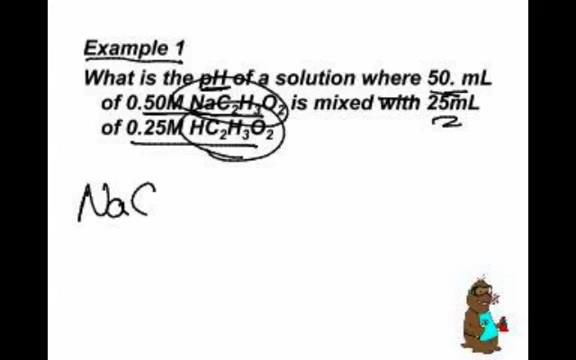 Example 1
What is the pH of a solution where 50. mL
of 0.50M NaC₂H₃O₂ is mixed with 25mL
of 0.25M HC₂H₃O₂
NaC